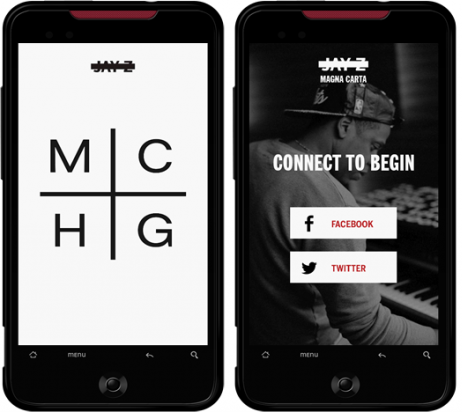 JAY Z
M C
H G
MENU
JAY Z
MAGNA CARTA
CONNECT TO BEGIN
FACEBOOK
TWITTER
MENU